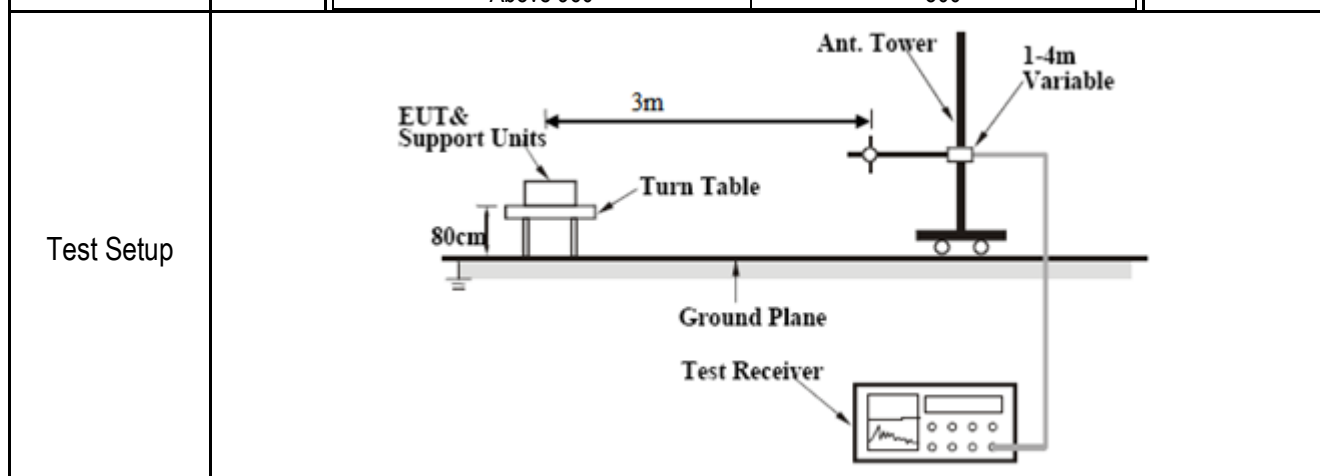 Test Setup
Ant. Tower
1-4m
Variable
3m
EUT&
Support Units
Turn Table
80cm
Ground Plane
Test Receiver